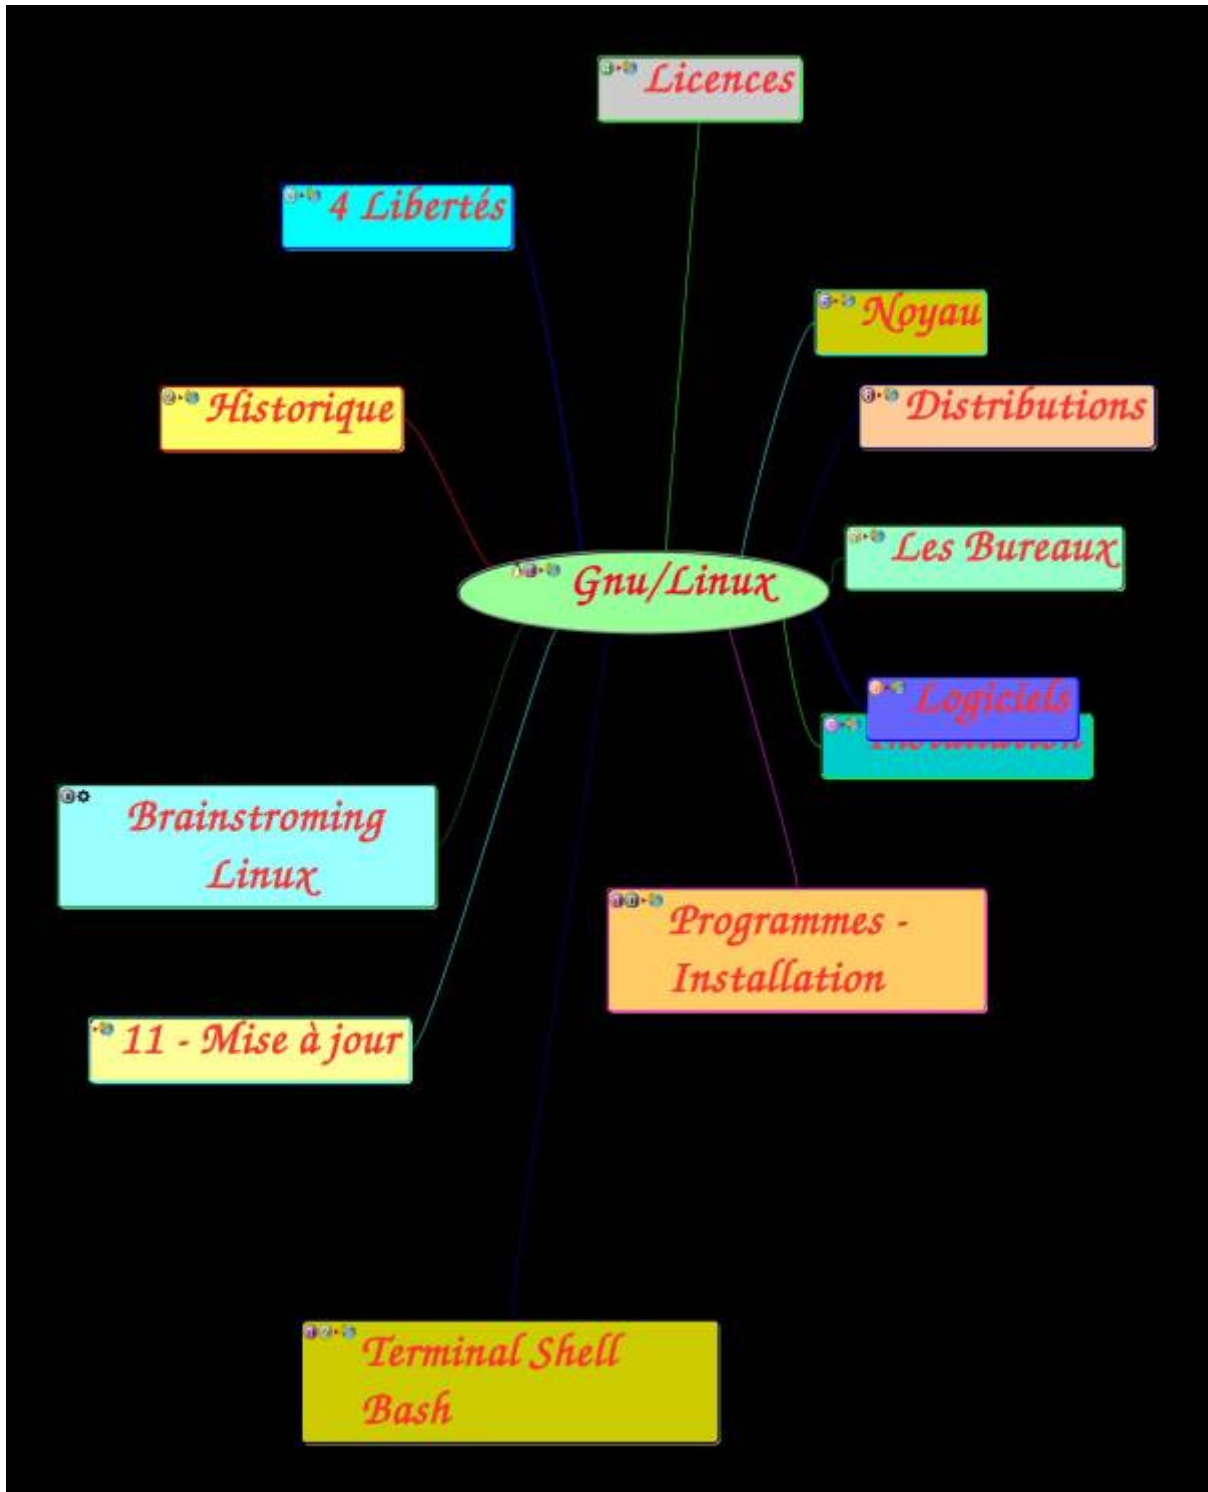 Licences
4 Libertés
Noyau
Historique
Distributions
Les Bureaux
Gnu/Linux
Logiciels
Installation
Brainstroming
Linux
Programmes -
Installation
11 - Mise à jour
Terminal Shell
Bash